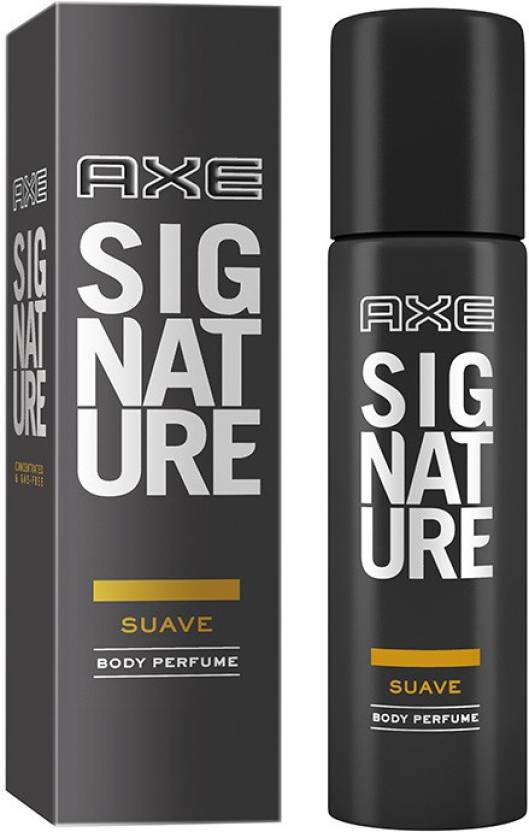 AXE
SIG
NAT
URE
CONCENTRATED
& GAS-FREE
AXE
SIG
NAT
URE
SUAVE
BODY PERFUME
AXE
SIG
NAT
URE
SUAVE
BODY PERFUME